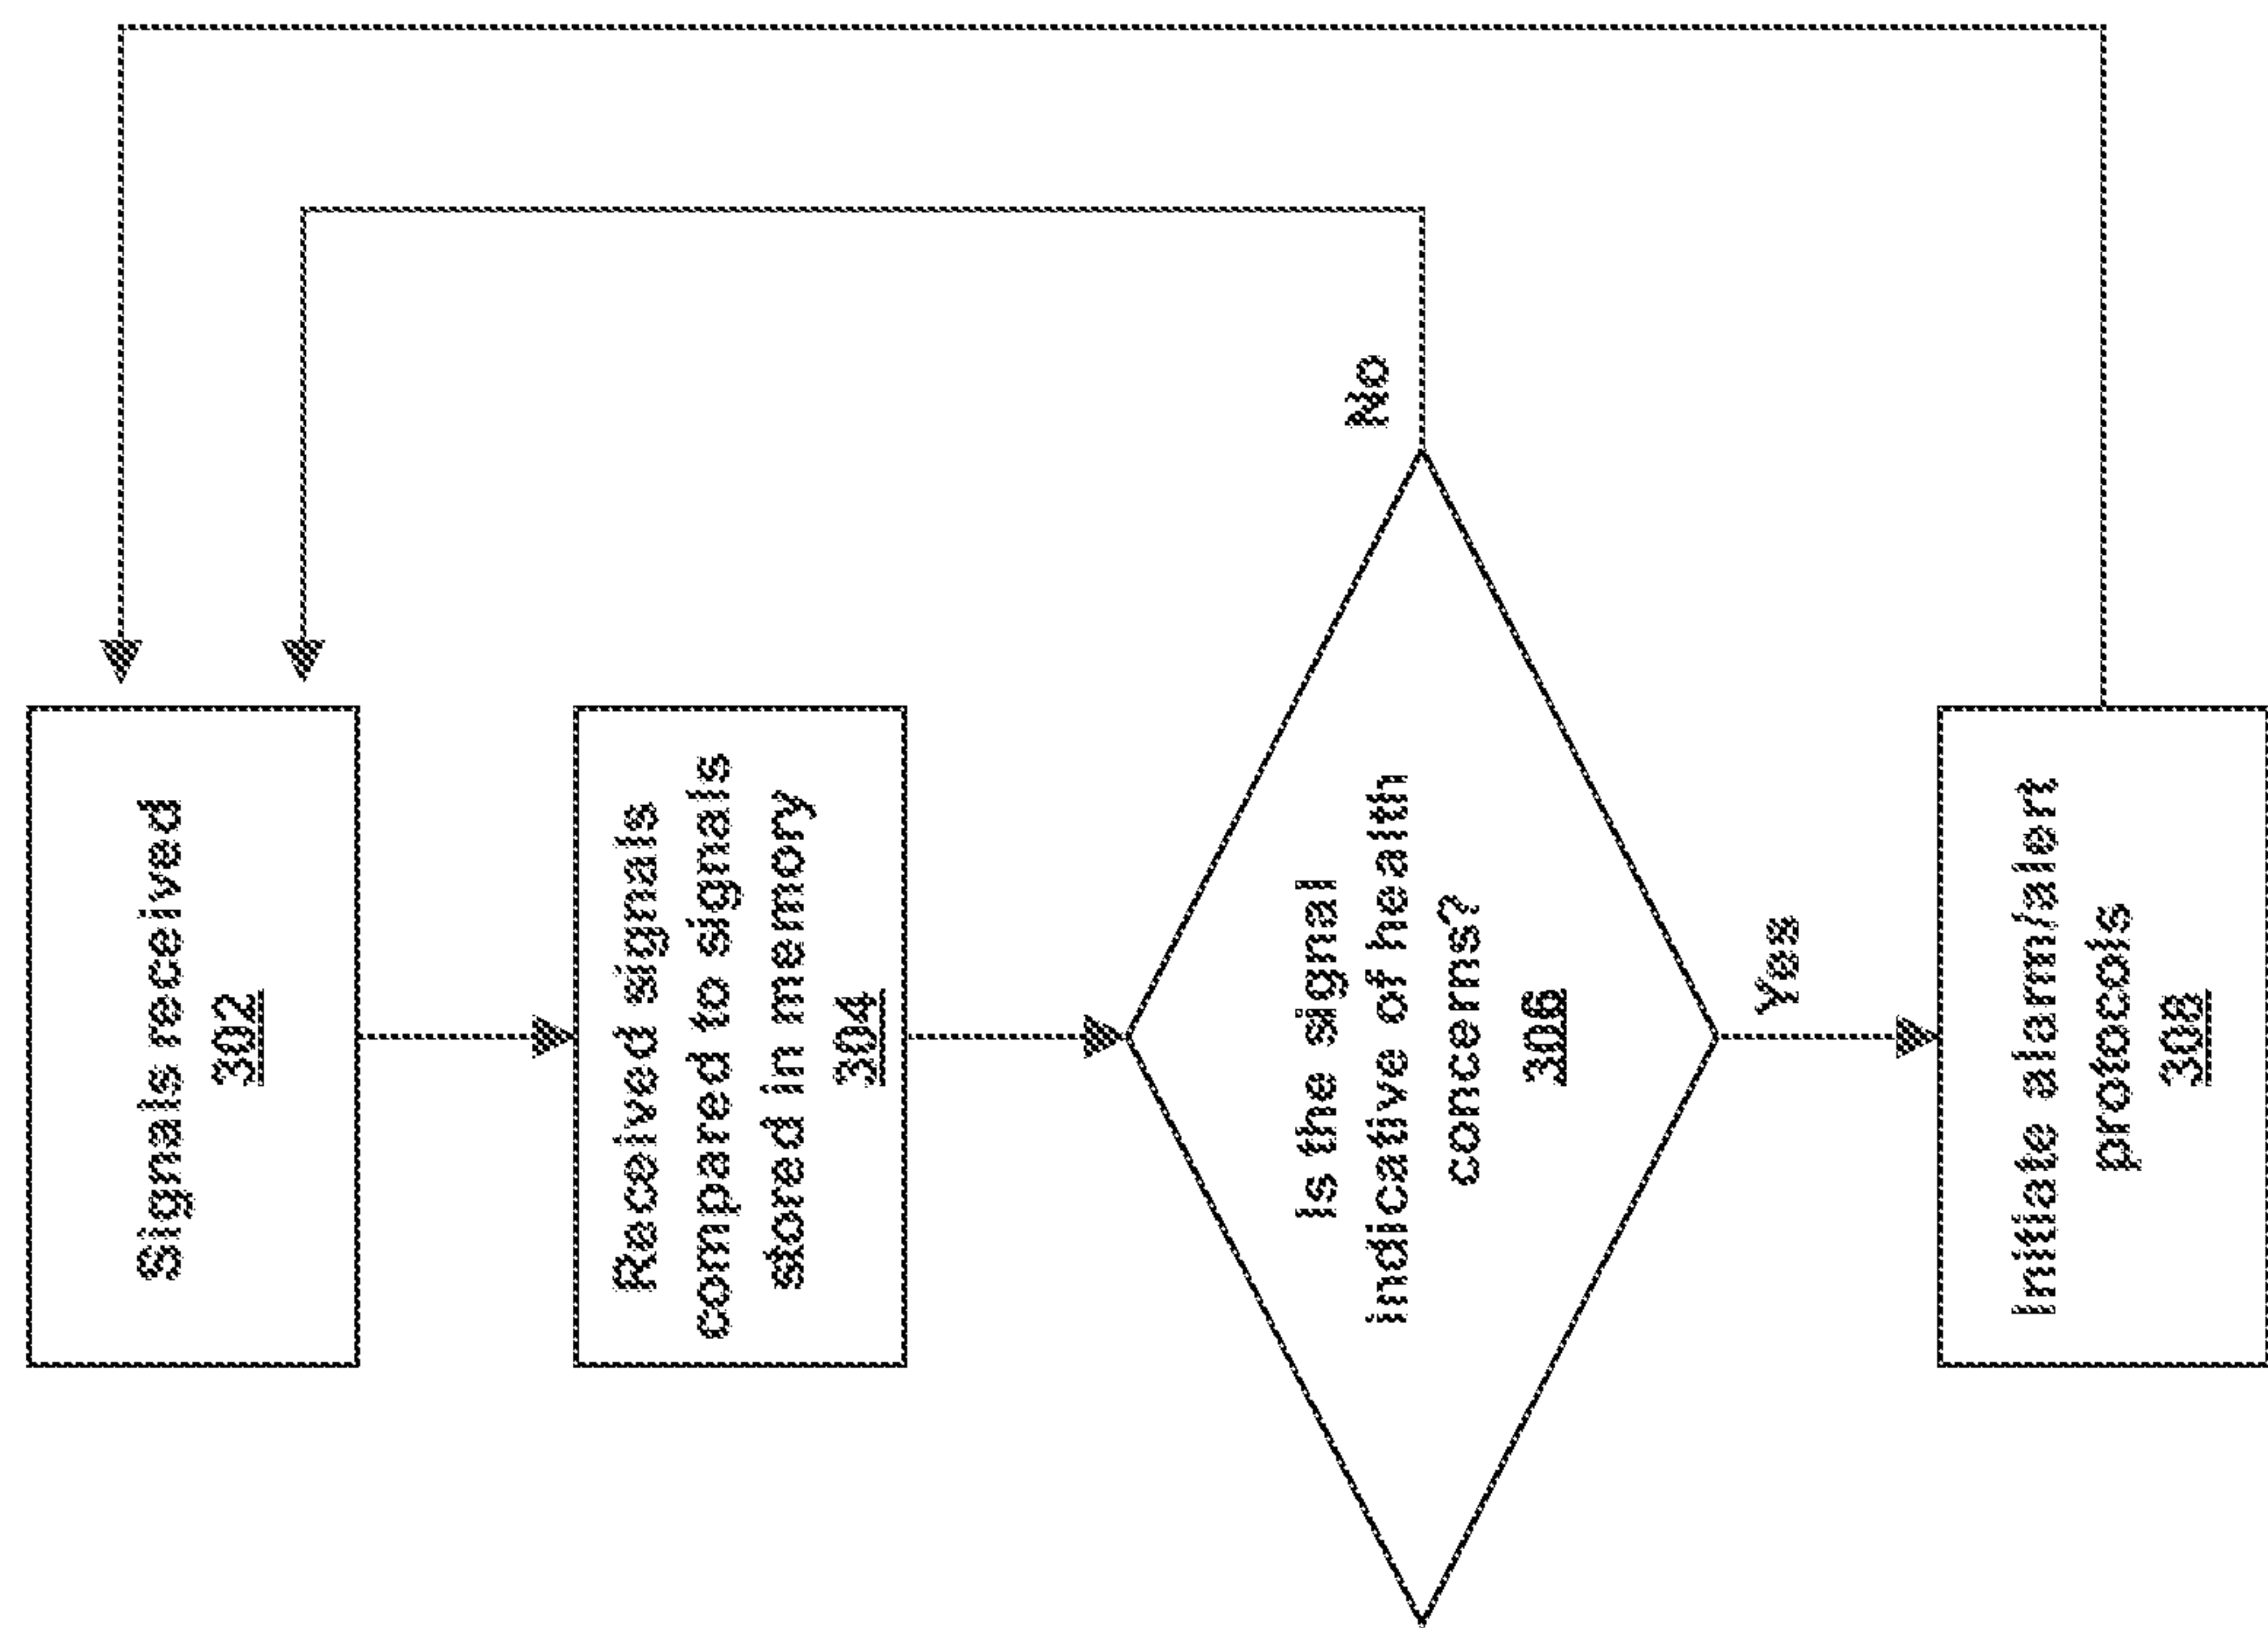 Signals received
302
Received signals
compared to signals
stored in memory
304
Is the signal
indicative of health
concerns?
306
No
Yes
Initiate alarm/alert
protocols
308